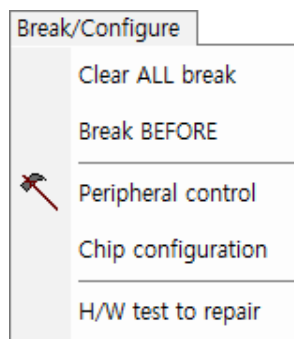 Break/Configure
Clear ALL break
Break BEFORE
Peripheral control
Chip configuration
H/W test to repair